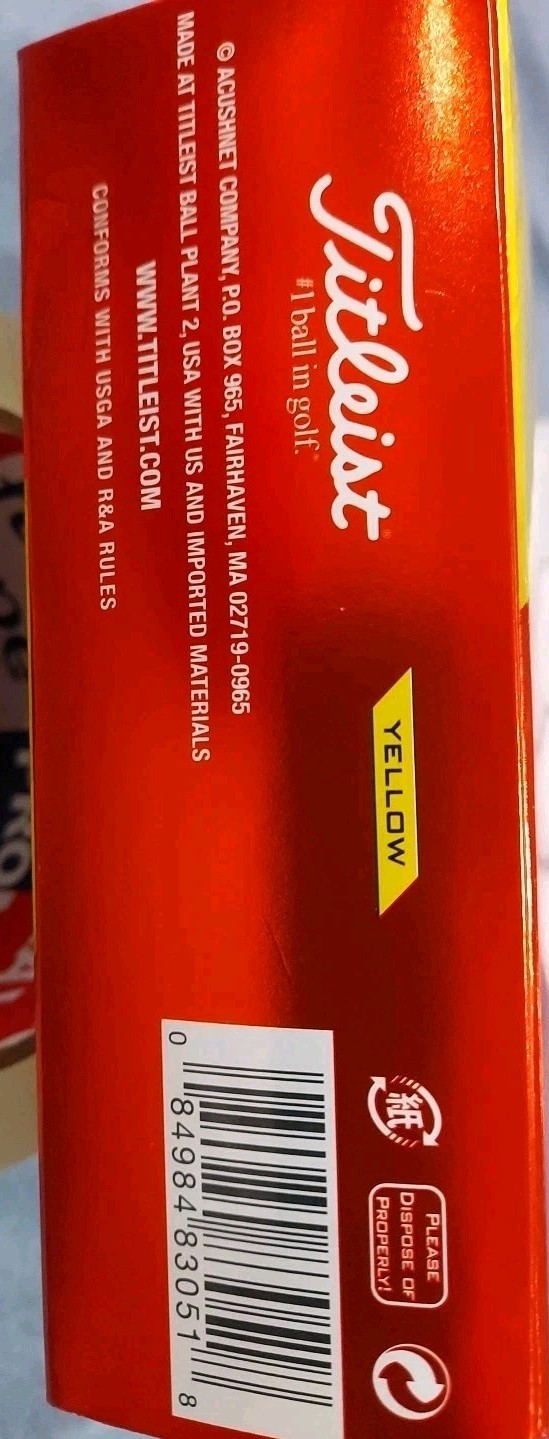 Titleist
#1 ball in golf.
© ACUSHNET COMPANY, P.O. BOX 965, FAIRHAVEN, MA 02719-0965
MADE AT TITLEIST BALL PLANT 2, USA WITH US AND IMPORTED MATERIALS
WWW.TITLEIST.COM
CONFORMS WITH USGA AND R&A RULES
YELLOW
紙
PLEASE
DISPOSE OF
PROPERLY!
0 84984 83051 8